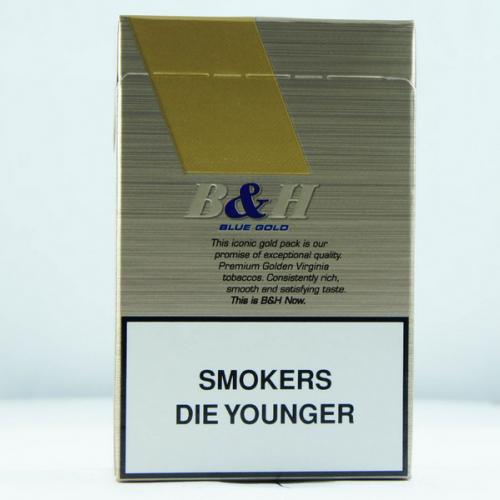 B&H
BLUE GOLD
This iconic gold pack is our
promise of exceptional quality.
Premium Golden Virginia
tobaccos. Consistently rich,
smooth and satisfying taste.
This is B&H Now.
SMOKERS
DIE YOUNGER